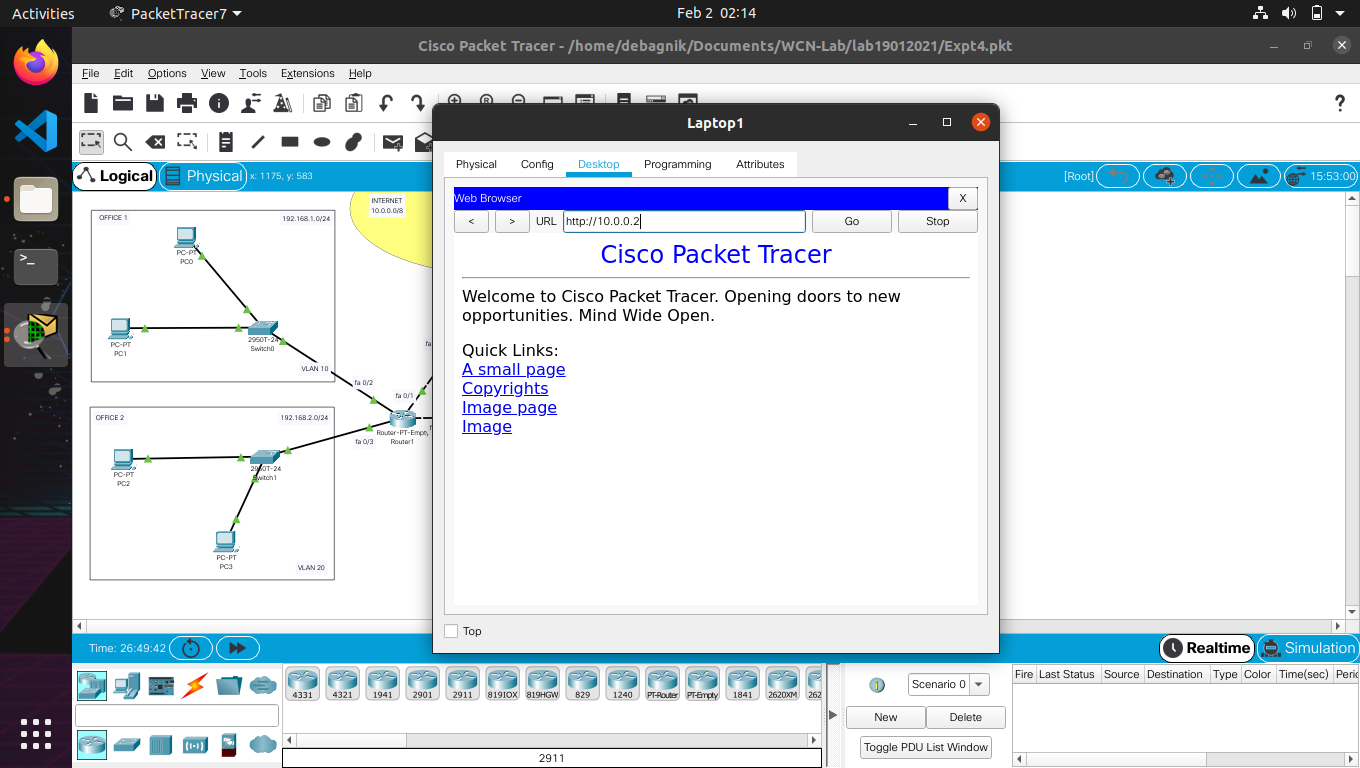 Activities
PacketTracer7
Feb 2 02:14
Cisco Packet Tracer - /home/debagnik/Documents/WCN-Lab/lab19012021/Expt4.pkt
File Edit Options View Tools Extensions Help
Logical
Physical
x: 1175, y: 583
[Root]
15:53:00
OFFICE 1
192.168.1.0/24
PC-PT
PC0
PC-PT
PC1
2950T-24
Switch0
VLAN 10
INTERNET
10.0.0.0/8
fa 0/2
fa 0/1
Router-PT-Empty
Router1
fa 0/3
OFFICE 2
192.168.2.0/24
PC-PT
PC2
2950T-24
Switch1
PC-PT
PC3
VLAN 20
Laptop1
Physical Config Desktop Programming Attributes
Web Browser
X
< > URL http://10.0.0.2 Go Stop
Cisco Packet Tracer
Welcome to Cisco Packet Tracer. Opening doors to new
opportunities. Mind Wide Open.
Quick Links:
A small page
Copyrights
Image page
Image
Top
Time: 26:49:42
Realtime
Simulation
4331 4321 1941 2901 2911 819IOX 819HGW 829 1240 PT-Router PT-Empty 1841 2620XM 262
2911
Scenario 0
New Delete
Toggle PDU List Window
Fire Last Status Source Destination Type Color Time(sec) Perio